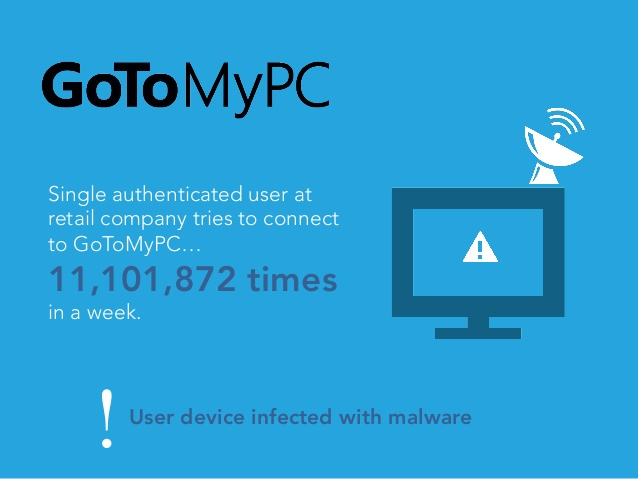 GoToMyPC
Single authenticated user at
retail company tries to connect
to GoToMyPC…
11,101,872 times
in a week.
!
! User device infected with malware